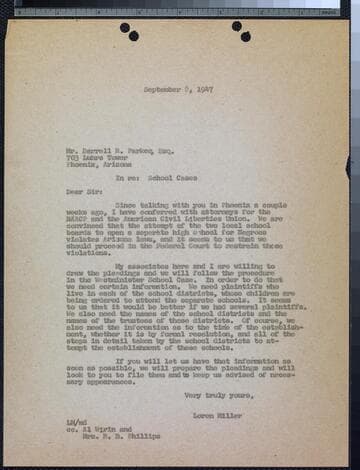 September 8, 1947
Mr. Darrell R. Parker, Esq.
703 Luhrs Tower
Phoenix, Arizona
In re: School Cases
Dear Sir:
Since talking with you in Phoenix a couple
weeks ago, I have conferred with attorneys for the
NAACP and the American Civil Liberties Union. We are
convinced that the attempt of the two local school
boards to open a separate high school for Negroes
violates Arizona laws, and it seems to us that we
should proceed in the Federal Court to restrain those
violations.
My associates here and I are willing to
draw the pleadings and we will follow the procedure
in the Westminster School Case. In order to do that
we need certain information. We need plaintiffs who
live in each of the school districts, whose children are
being ordered to attend the separate schools. It seems
to us that it would be better if we had several plaintiffs.
We also need the names of the school districts and the
names of the trustees of those districts. Of course, we
also need the information as to the time of the establish-
ment, whether it is by formal resolution, and all of the
steps in detail taken by the school districts to at-
tempt the establishment of these schools.
If you will let us have that information as
soon as possible, we will prepare the pleadings and will
look to you to file them and to keep us advised of neces-
sary appearances.
Very truly yours,
Loren Miller
LM/md
cc. Al Wirin and
Mrs. R. B. Phillips